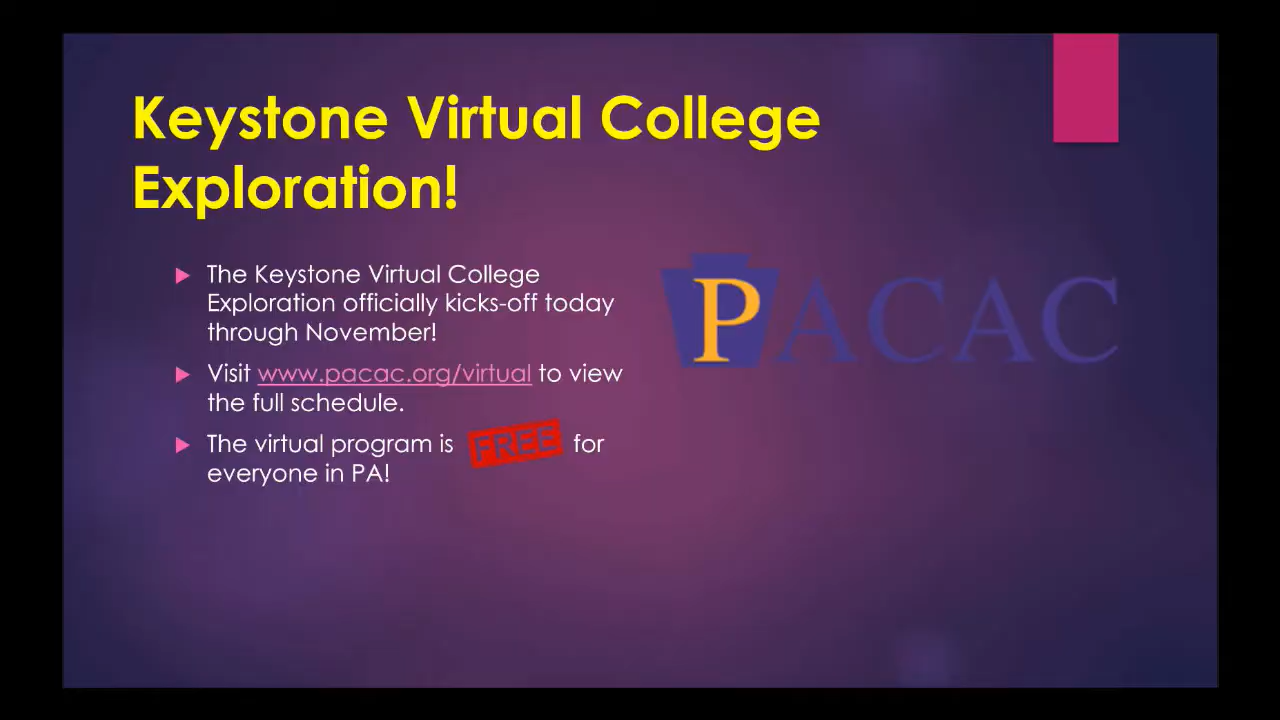 Keystone Virtual College
Exploration!
The Keystone Virtual College
Exploration officially kicks-off today
through November!
Visit www.pacac.org/virtual to view
the full schedule.
The virtual program is FREE for
everyone in PA!
PACAC